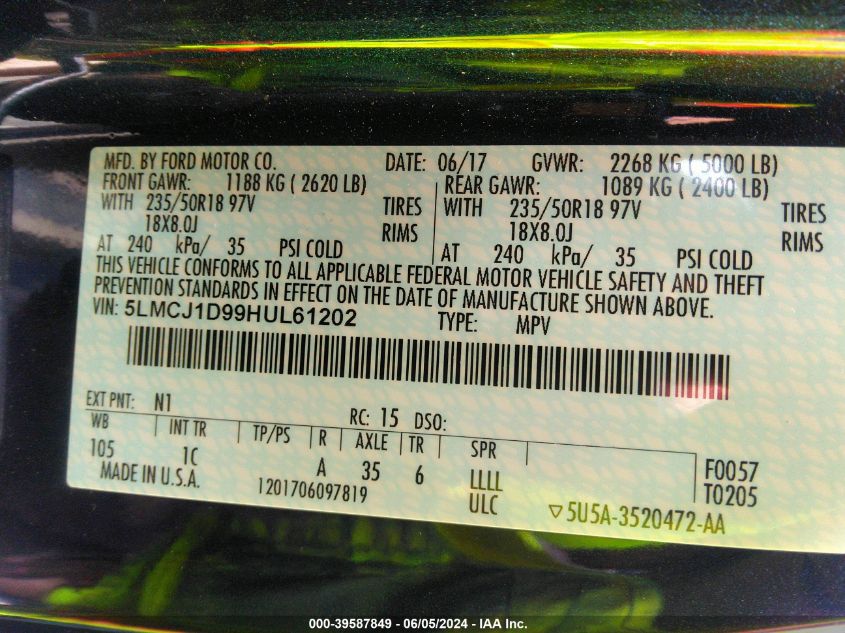 MFD. BY FORD MOTOR CO. DATE: 06/17 GVWR: 2268 KG ( 5000 LB)
FRONT GAWR: 1188 KG ( 2620 LB) REAR GAWR: 1089 KG ( 2400 LB)
WITH 235/50R18 97V TIRES WITH 235/50R18 97V TIRES
18X8.0J RIMS 18X8.0J RIMS
AT 240 kPa/ 35 PSI COLD AT 240 kPa/ 35 PSI COLD
THIS VEHICLE CONFORMS TO ALL APPLICABLE FEDERAL MOTOR VEHICLE SAFETY AND THEFT
PREVENTION STANDARDS IN EFFECT ON THE DATE OF MANUFACTURE SHOWN ABOVE.
VIN: 5LMCJ1D99HUL61202 TYPE: MPV
EXT PNT: N1 RC: 15 DSO:
WB INT TR TP/PS R AXLE TR SPR
105 1C A 35 6 LLLL F0057
MADE IN U.S.A. 1201706097819 ULC T0205
▽5U5A-3520472-AA
000-39587849 - 06/05/2024 - IAA Inc.